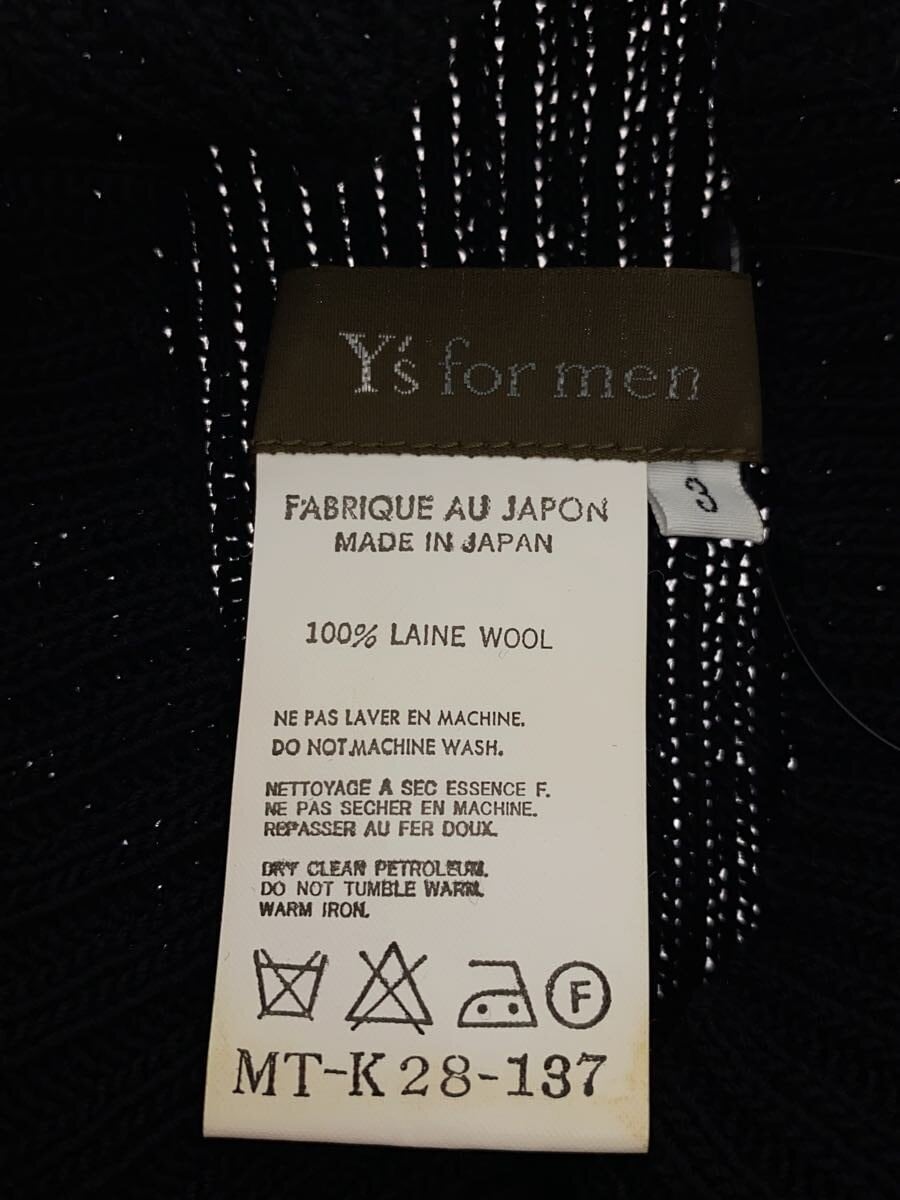 Y's for men
3
FABRIQUE AU JAPON
MADE IN JAPAN
100% LAINE WOOL
NE PAS LAVER EN MACHINE.
DO NOT MACHINE WASH.
NETTOYAGE A SEC ESSENCE F.
NE PAS SECHER EN MACHINE.
REPASSER AU FER DOUX.
DRY CLEAN PETROLEUM.
DO NOT TUMBLE WARM.
WARM IRON.
F
MT-K28-137